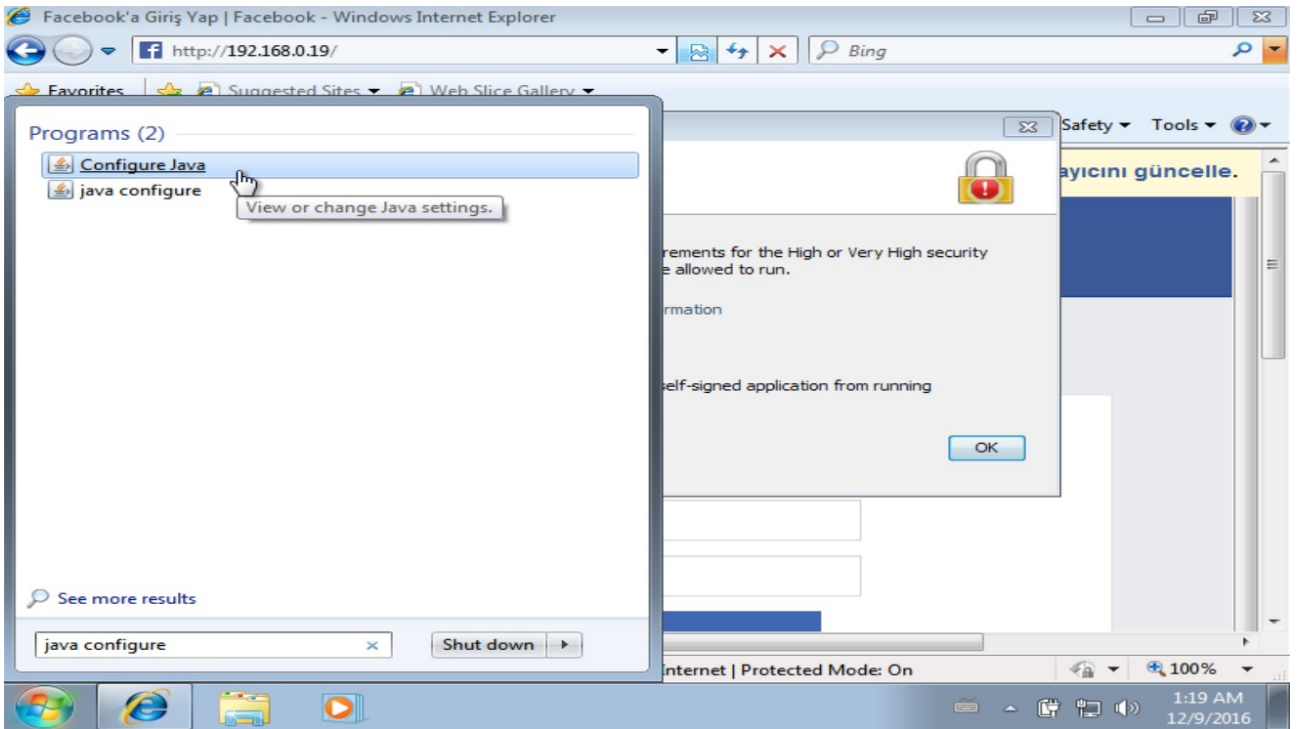 Facebook'a Giriş Yap | Facebook - Windows Internet Explorer
http://192.168.0.19/
Bing
Favorites Suggested Sites Web Slice Gallery
Safety Tools
Programs (2)
Configure Java
java configure
View or change Java settings.
ayıcını güncelle.
rements for the High or Very High security
e allowed to run.
rmation
self-signed application from running
OK
See more results
java configure
Shut down
Internet | Protected Mode: On
100%
1:19 AM
12/9/2016